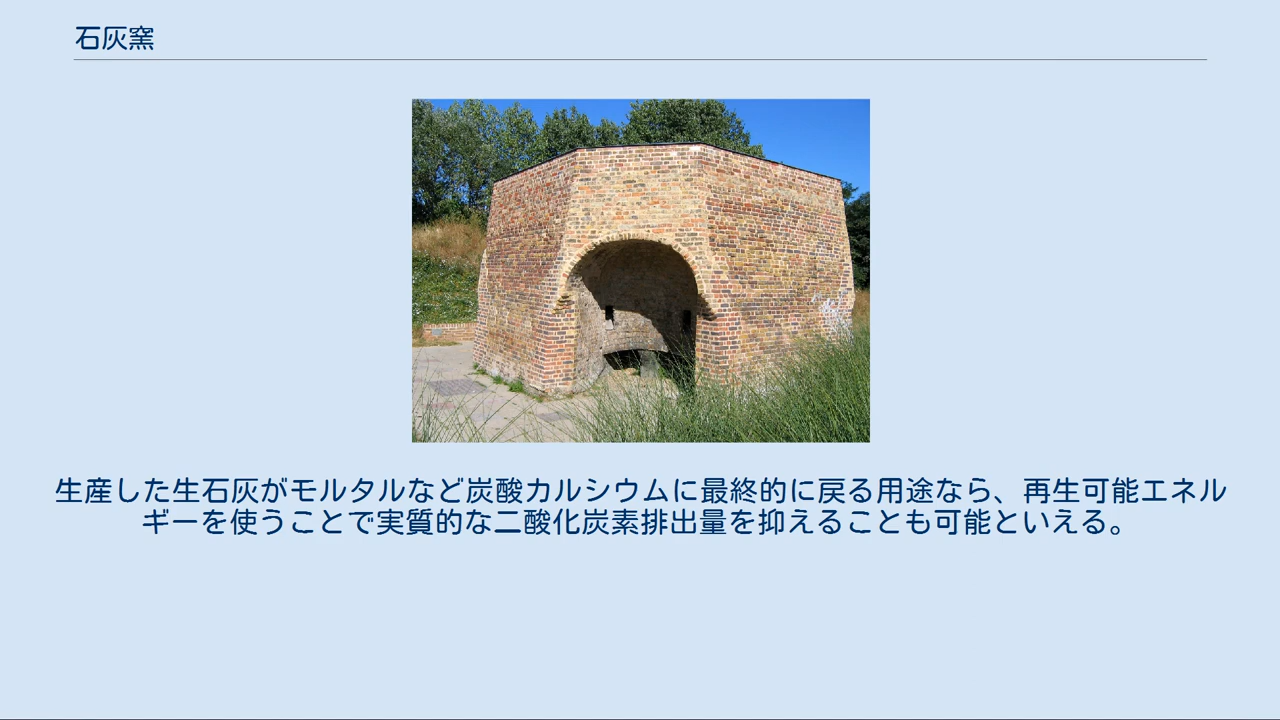 石灰窯
生産した生石灰がモルタルなど炭酸カルシウムに最終的に戻る用途なら、再生可能エネル
ギーを使うことで実質的な二酸化炭素排出量を抑えることも可能といえる。